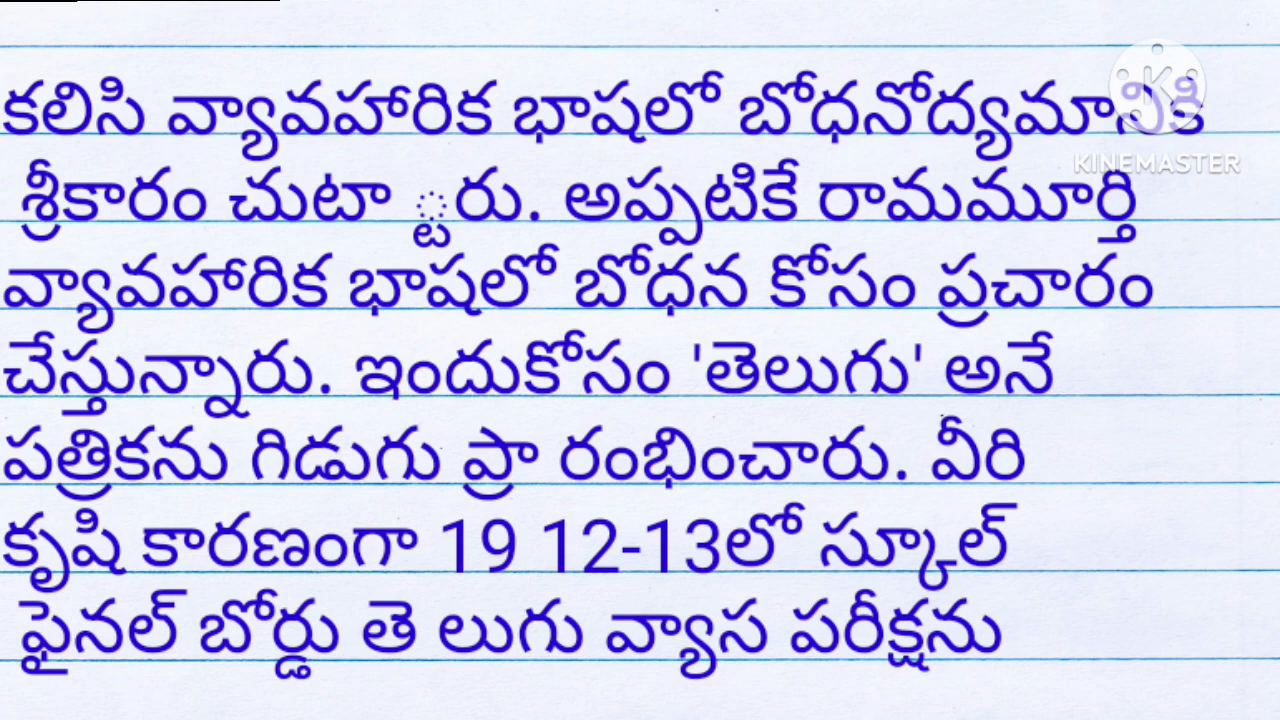 కలిసి వ్యావహారిక భాషలో బోధనోద్యమానికి
KINEMASTER
శ్రీకారం చుటా ్టరు. అప్పటికే రామమూర్తి
వ్యావహారిక భాషలో బోధన కోసం ప్రచారం
చేస్తున్నారు. ఇందుకోసం 'తెలుగు' అనే
పత్రికను గిడుగు ప్రా రంభించారు. వీరి
కృషి కారణంగా 19 12-13లో స్కూల్
ఫైనల్ బోర్డు తె లుగు వ్యాస పరీక్షను